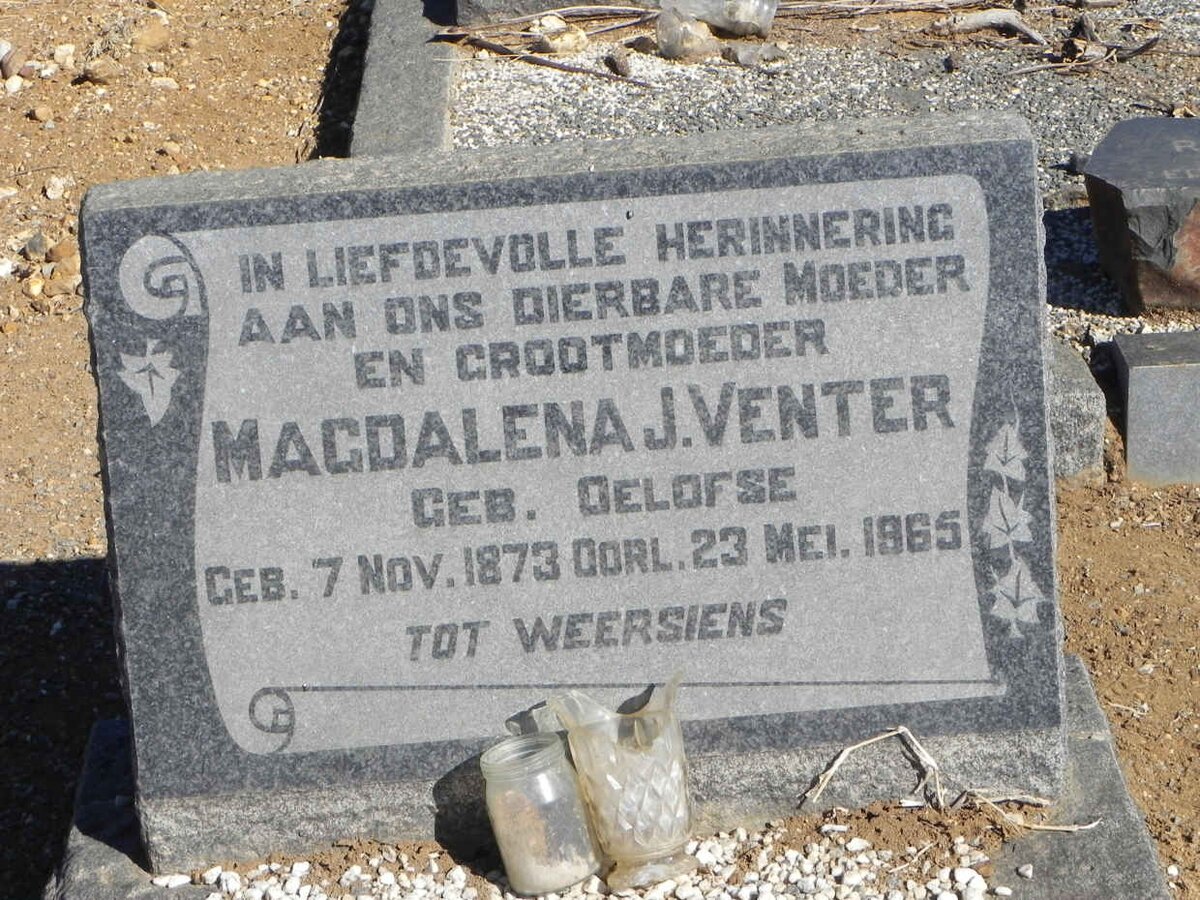 IN LIEFDEVOLLE HERINNERING
AAN ONS DIERBARE MOEDER
EN GROOTMOEDER
MAGDALENA J. VENTER
GEB. OELOFSE
GEB. 7 NOV. 1873 OORL. 23 MEI. 1965
TOT WEERSIENS